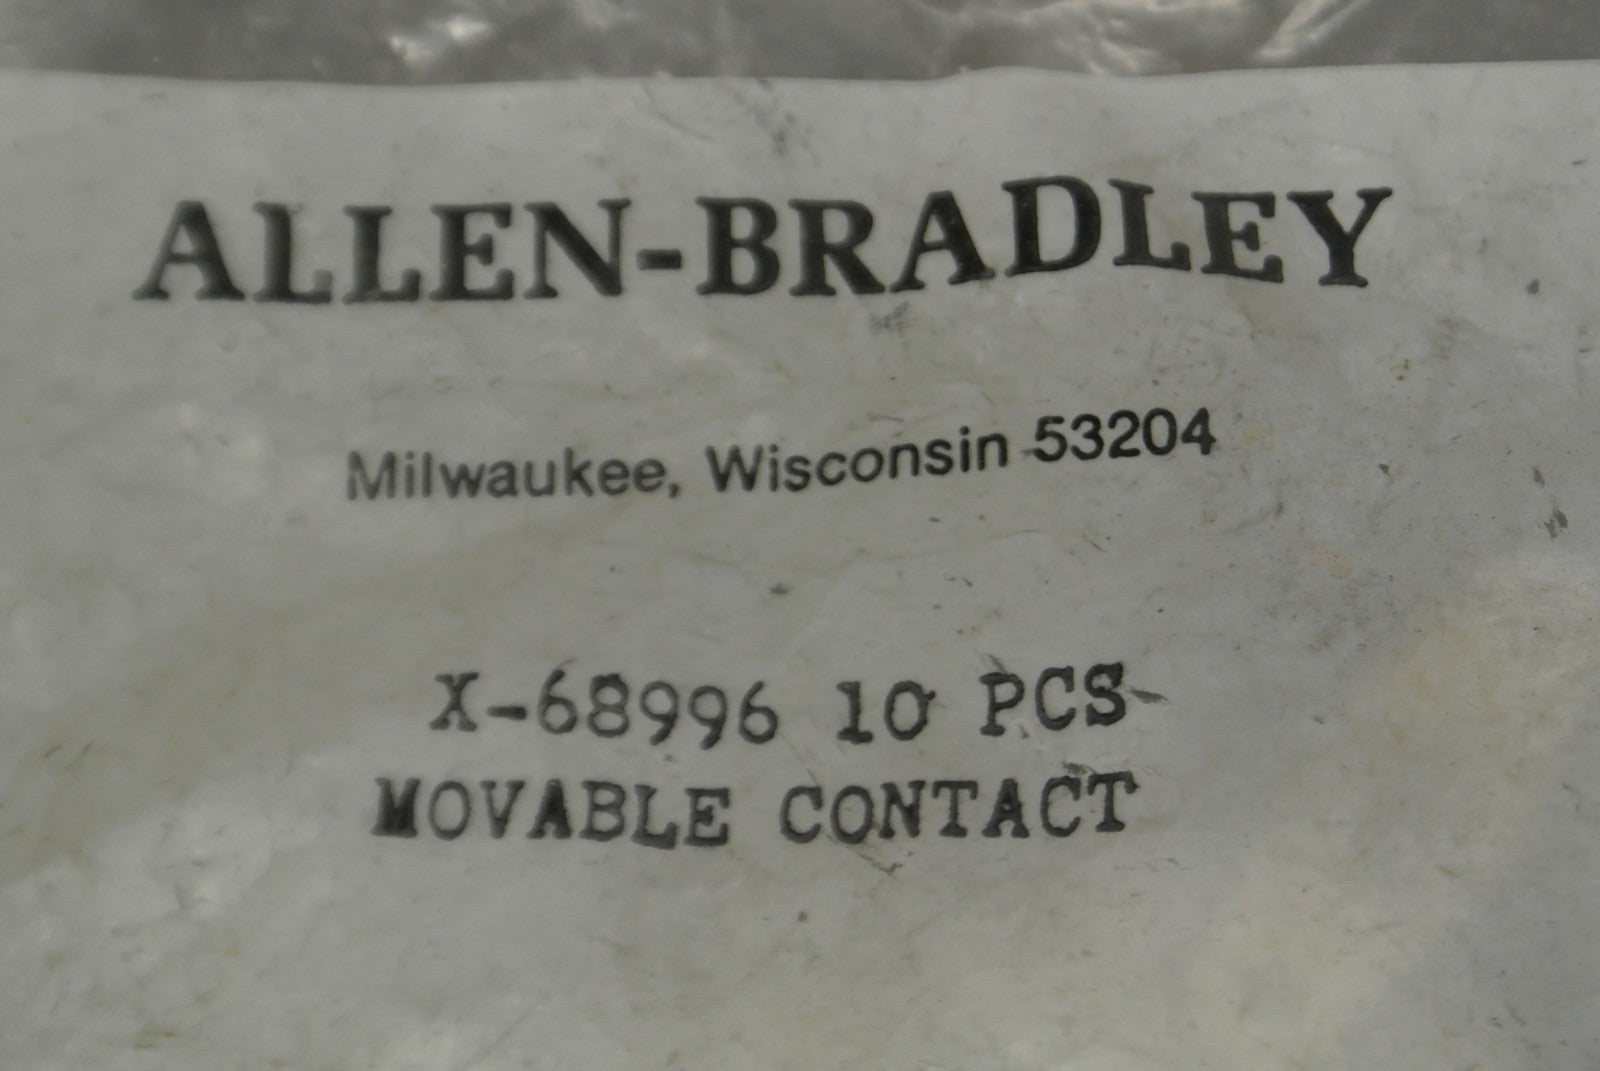 ALLEN-BRADLEY
Milwaukee, Wisconsin 53204
X-68996 10 PCS
MOVABLE CONTACT